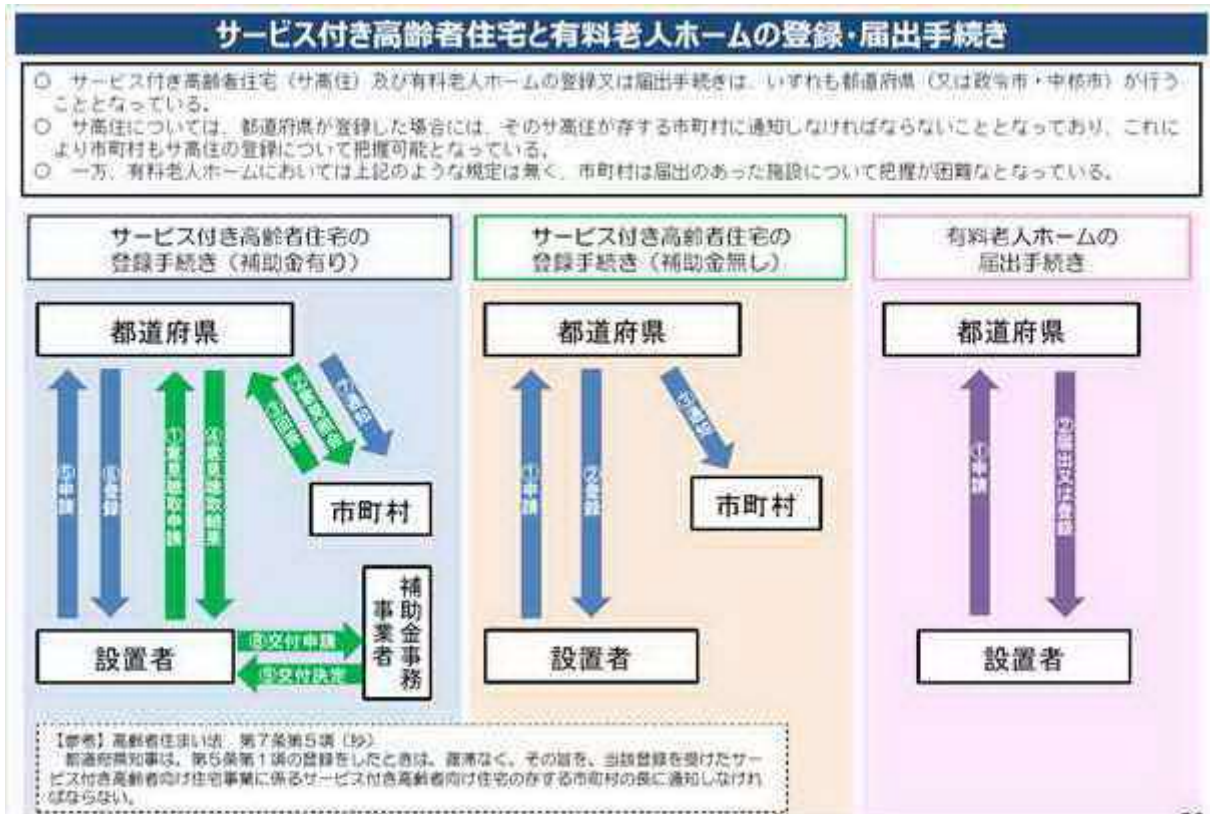 サービス付き高齢者住宅と有料老人ホームの登録・届出手続き
○ サービス付き高齢者住宅（サ高住）及び有料老人ホームの登録又は届出手続きは、いずれも都道府県（又は政令市・中核市）が行う
こととなっている。
○ サ高住については、都道府県が登録した場合には、そのサ高住が存する市町村に通知しなければならないこととなっており、これに
より市町村もサ高住の登録について把握可能となっている。
○ 一方、有料老人ホームにおいては上記のような規定は無く、市町村は届出のあった施設について把握が困難なとなっている。
サービス付き高齢者住宅の
登録手続き（補助金有り）
都道府県
⑤申請
⑥登録
①意見聴取申請
④意見聴取結果
⑦通知
市町村
設置者
⑧交付申請
⑨交付決定
補助金事務
事業者
サービス付き高齢者住宅の
登録手続き（補助金無し）
都道府県
①申請
②登録
市町村
設置者
有料老人ホームの
届出手続き
都道府県
①申請
②届出又は登録
設置者
【参考】高齢者住まい法 第７条第５項（抄）
都道府県知事は、第５条第１項の登録をしたときは、遅滞なく、その旨を、当該登録を受けたサー
ビス付き高齢者向け住宅事業に係るサービス付き高齢者向け住宅の存する市町村の長に通知しなけれ
ばならない。